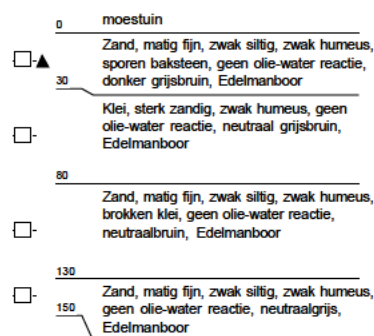 0 moestuin
Zand, matig fijn, zwak siltig, zwak humeus,
sporen baksteen, geen olie-water reactie,
30 donker grijsbruin, Edelmanboor
Klei, sterk zandig, zwak humeus, geen
olie-water reactie, neutraal grijsbruin,
Edelmanboor
80
Zand, matig fijn, zwak siltig, zwak humeus,
brokken klei, geen olie-water reactie,
neutraalbruin, Edelmanboor
130
Zand, matig fijn, zwak siltig, zwak humeus,
150 geen olie-water reactie, neutraalgrijs,
Edelmanboor